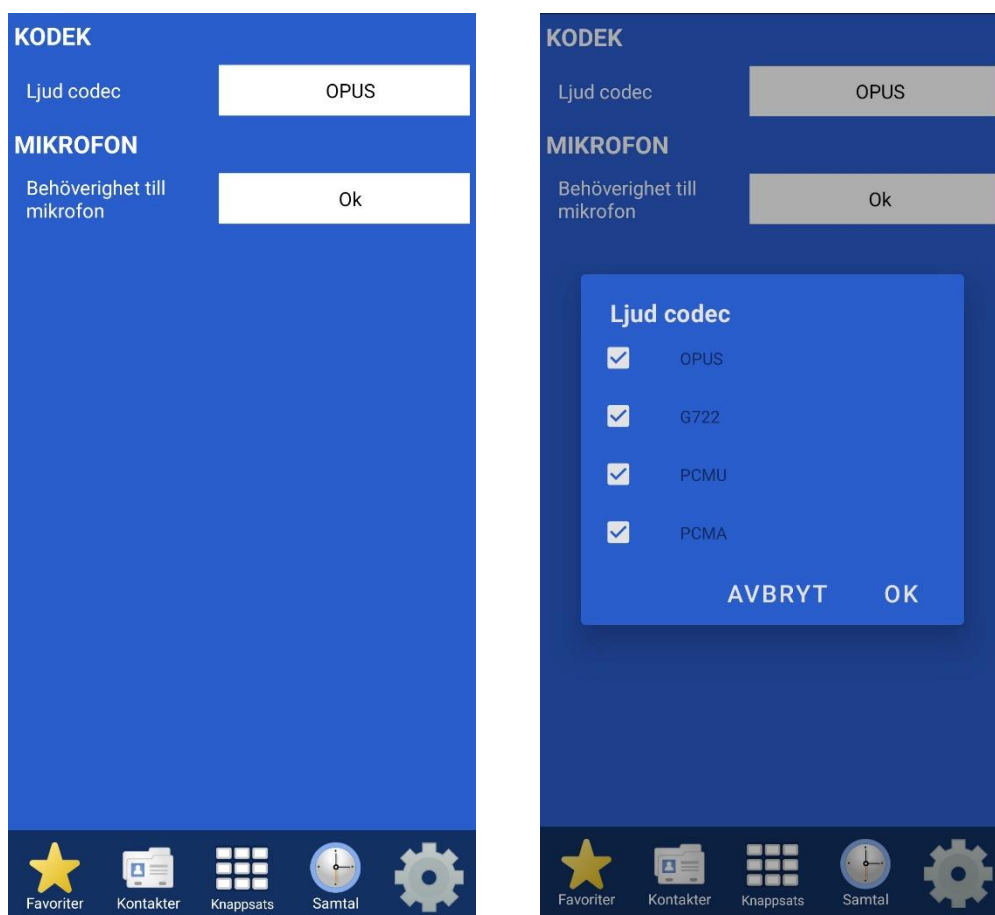 KODEK
Ljud codec
OPUS
MIKROFON
Behöverighet till
mikrofon
Ok
Favoriter
Kontakter
Knappsats
Samtal
KODEK
Ljud codec
OPUS
MIKROFON
Behöverighet till
mikrofon
Ok
Ljud codec
OPUS
G722
PCMU
PCMA
AVBRYT
OK
Favoriter
Kontakter
Knappsats
Samtal